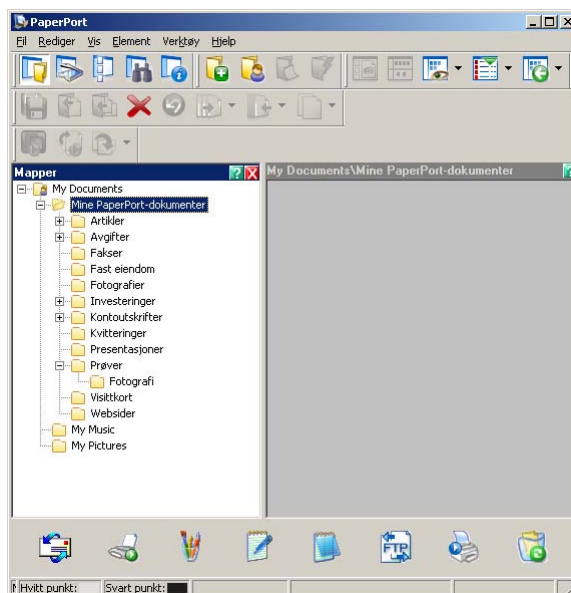 PaperPort
Fil Rediger Vis Element Verktøy Hjelp
Mapper
My Documents\Mine PaperPort-dokumenter
My Documents
Mine PaperPort-dokumenter
Artikler
Avgifter
Fakser
Fast eiendom
Fotografier
Investeringer
Kontoutskrifter
Kvitteringer
Presentasjoner
Prøver
Fotografi
Visittkort
Websider
My Music
My Pictures
FTP
Hvitt punkt: Svart punkt: